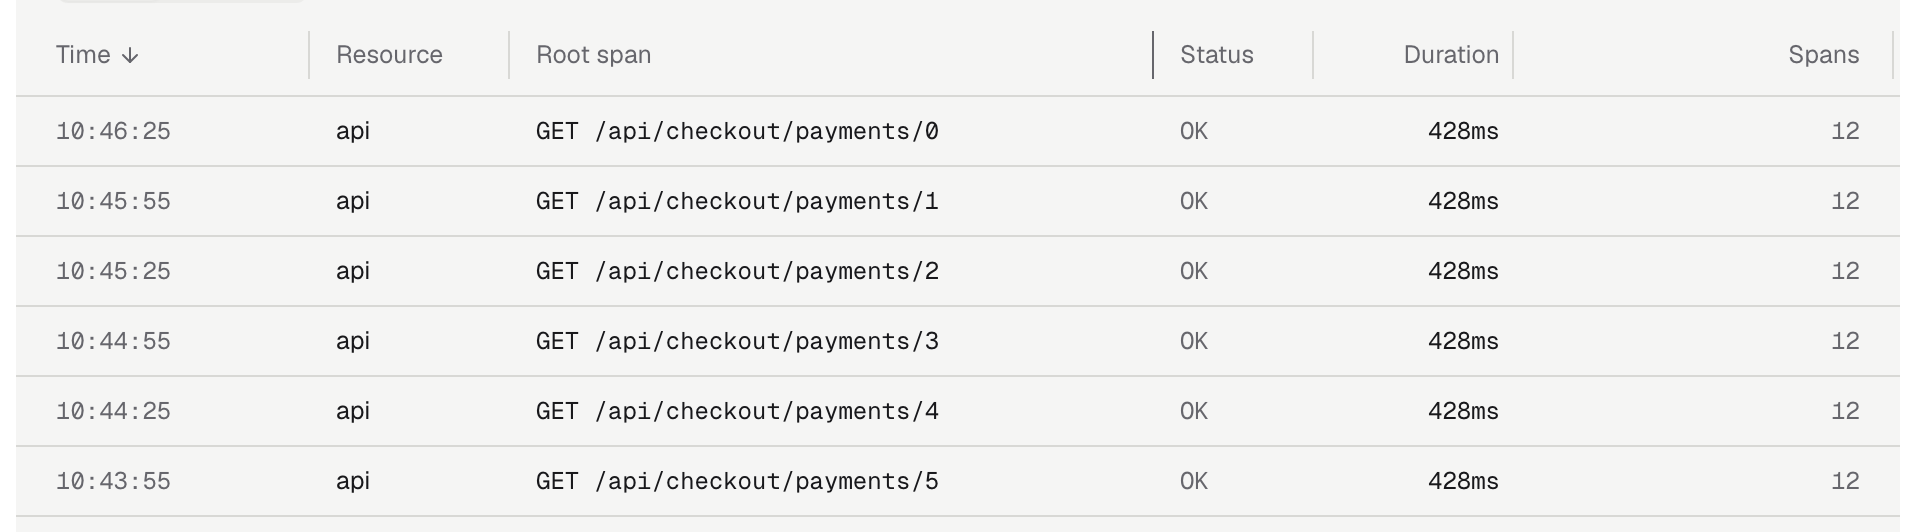 Time ↓ Resource Root span Status Duration Spans
10:46:25 api GET /api/checkout/payments/0 OK 428ms 12
10:45:55 api GET /api/checkout/payments/1 OK 428ms 12
10:45:25 api GET /api/checkout/payments/2 OK 428ms 12
10:44:55 api GET /api/checkout/payments/3 OK 428ms 12
10:44:25 api GET /api/checkout/payments/4 OK 428ms 12
10:43:55 api GET /api/checkout/payments/5 OK 428ms 12